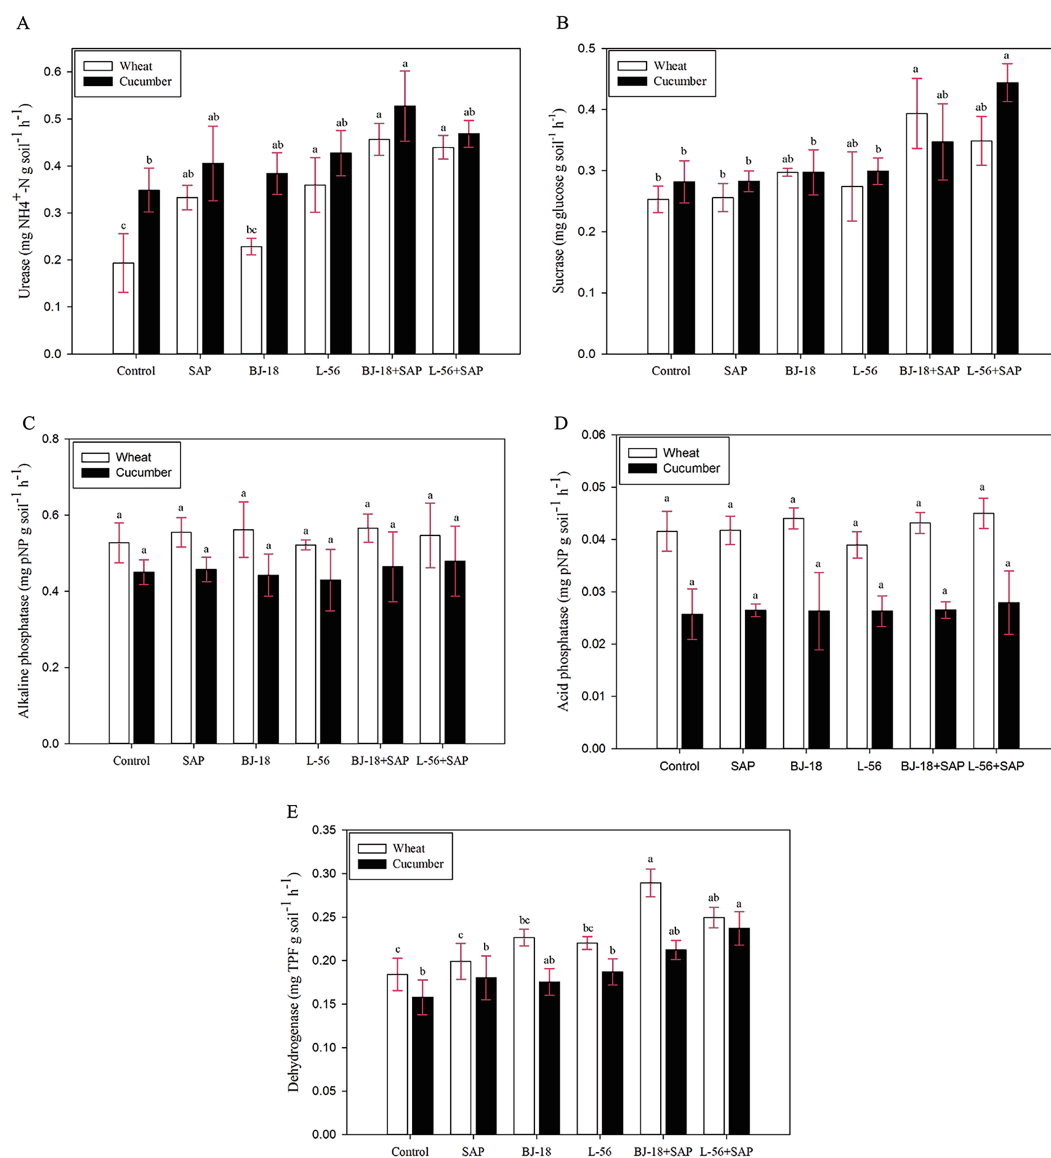 A
Urease (mg NH4⁺-N g soil⁻¹ h⁻¹)
0.6
0.5
0.4
0.3
0.2
0.1
0.0
Wheat
Cucumber
c b ab ab bc ab a ab a a a ab
Control SAP BJ-18 L-56 BJ-18+SAP L-56+SAP
B
Sucrase (mg glucose g soil⁻¹ h⁻¹)
0.5
0.4
0.3
0.2
0.1
0.0
Wheat
Cucumber
b b b b ab b ab b a ab ab a
Control SAP BJ-18 L-56 BJ-18+SAP L-56+SAP
C
Alkaline phosphatase (mg pNP g soil⁻¹ h⁻¹)
0.8
0.6
0.4
0.2
0.0
Wheat
Cucumber
a a a a a a a a a a a a
Control SAP BJ-18 L-56 BJ-18+SAP L-56+SAP
D
Acid phosphatase (mg pNP g soil⁻¹ h⁻¹)
0.06
0.05
0.04
0.03
0.02
0.01
0.00
Wheat
Cucumber
a a a a a a a a a a a a
Control SAP BJ-18 L-56 BJ-18+SAP L-56+SAP
E
Dehydrogenase (mg TPF g soil⁻¹ h⁻¹)
0.35
0.30
0.25
0.20
0.15
0.10
0.05
0.00
Wheat
Cucumber
c b c b bc ab bc b a ab ab a
Control SAP BJ-18 L-56 BJ-18+SAP L-56+SAP